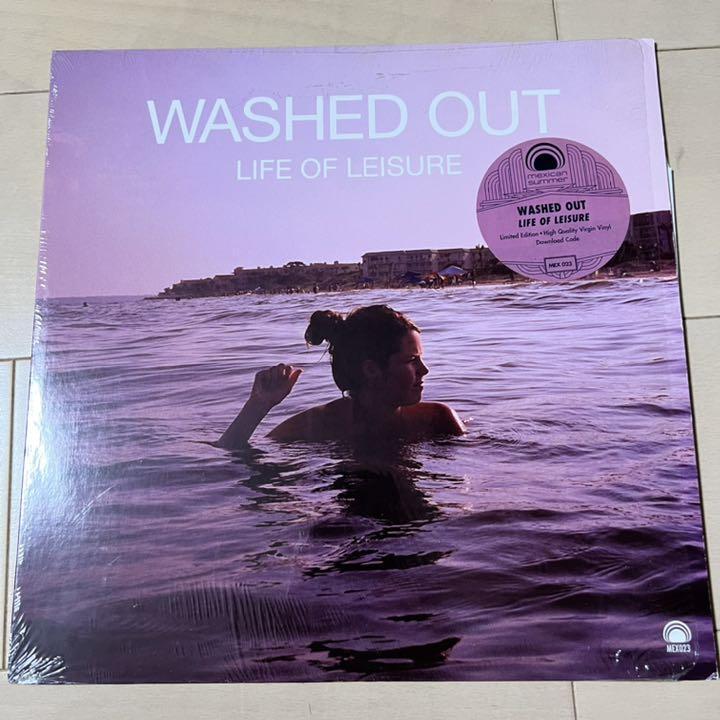 WASHED OUT
LIFE OF LEISURE
mexican
summer
WASHED OUT
LIFE OF LEISURE
Limited Edition • High Quality Virgin Vinyl
Download Code
MEX 023
MEX023